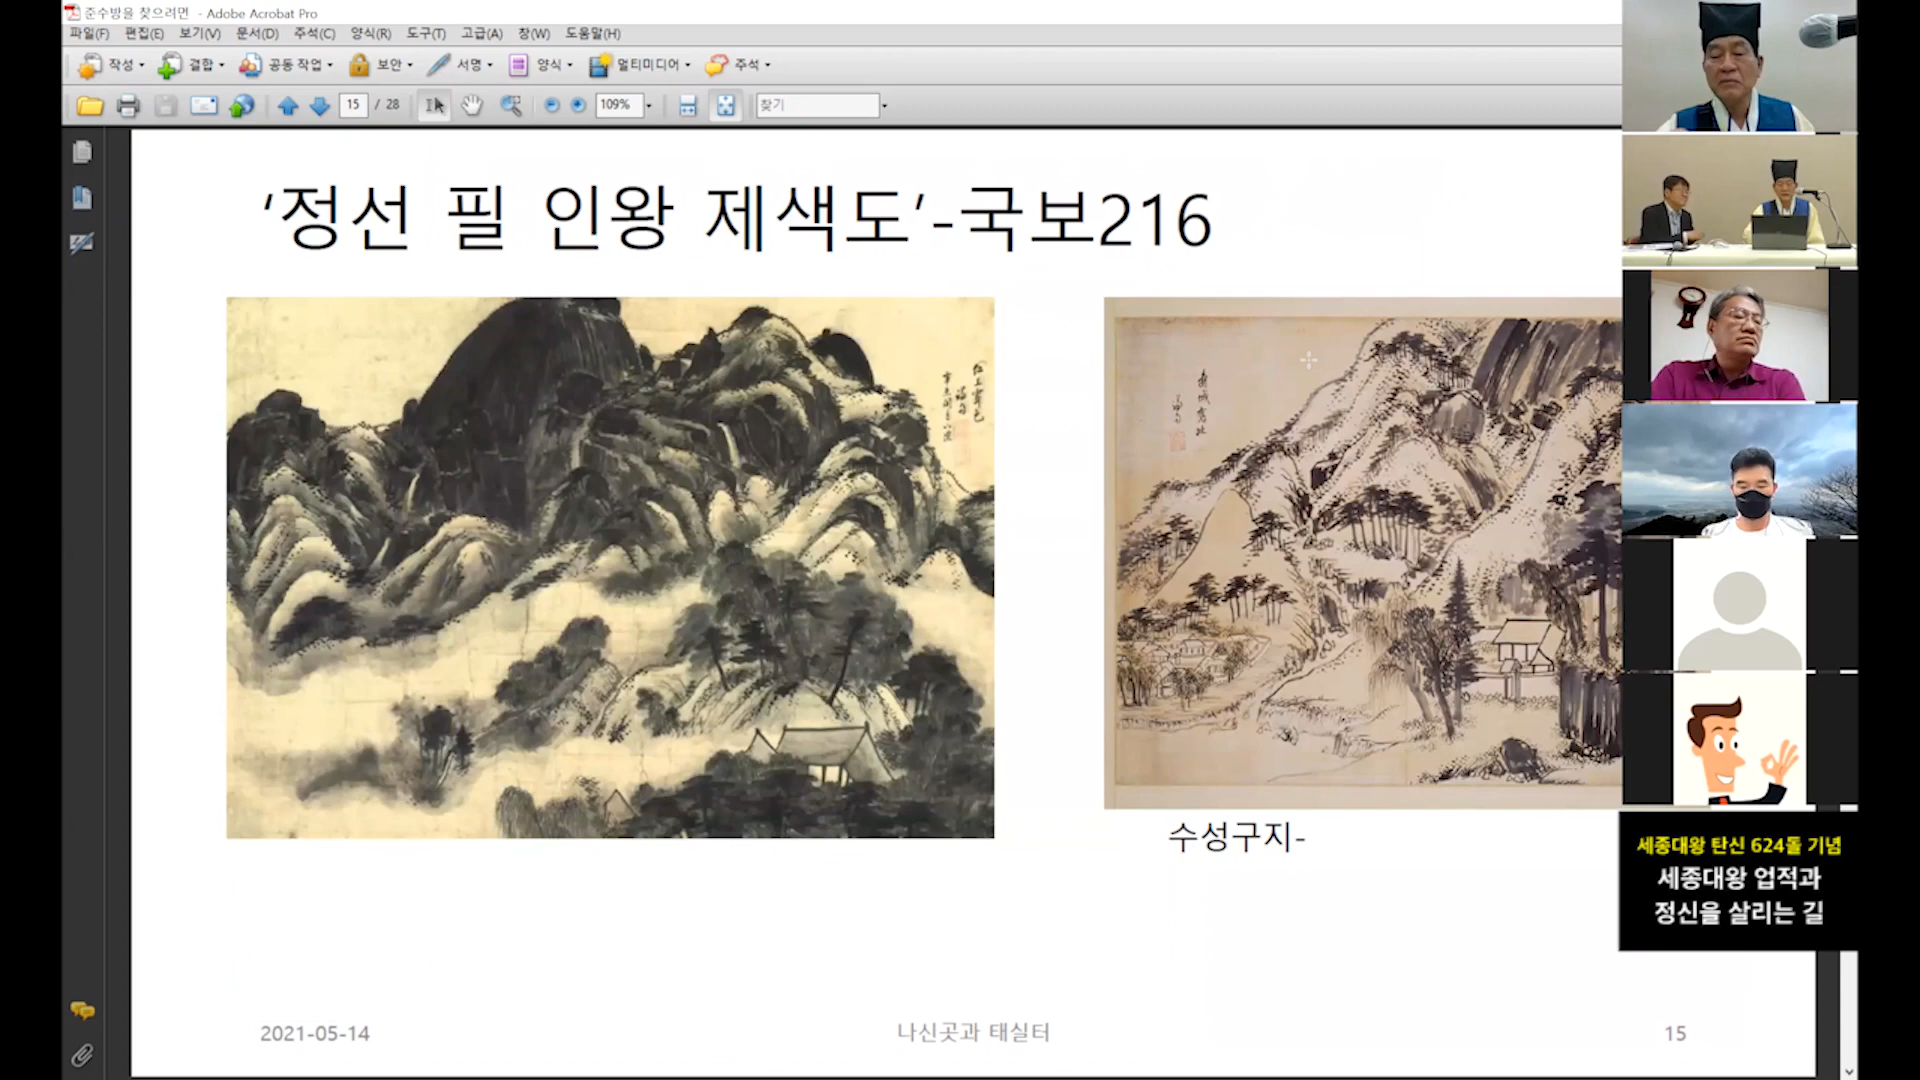 준수방을 찾으려면 - Adobe Acrobat Pro
파일(F) 편집(E) 보기(V) 문서(D) 주석(C) 양식(R) 도구(T) 고급(A) 창(W) 도움말(H)
작성 결합 공동 작업 보안 서명 양식 멀티미디어 주석
15 / 28 109% 찾기
'정선 필 인왕 제색도'-국보216
수성구지-
세종대왕 탄신 624돌 기념
세종대왕 업적과
정신을 살리는 길
2021-05-14 나신곳과 태실터 15